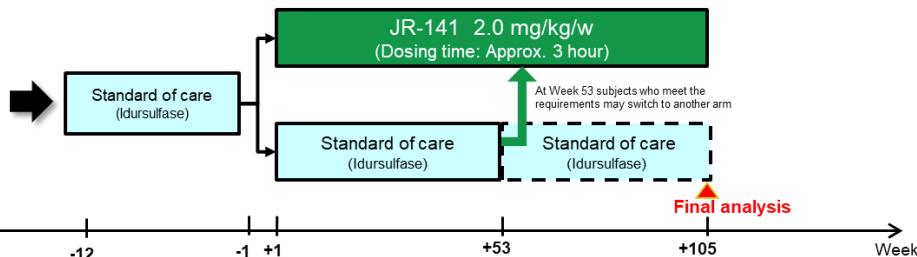 JR-141 2.0 mg/kg/w
(Dosing time: Approx. 3 hour)
Standard of care
(Idursulfase)
At Week 53 subjects who meet the
requirements may switch to another arm
Standard of care
(Idursulfase)
Standard of care
(Idursulfase)
Final analysis
-12
-1
+1
+53
+105
Week